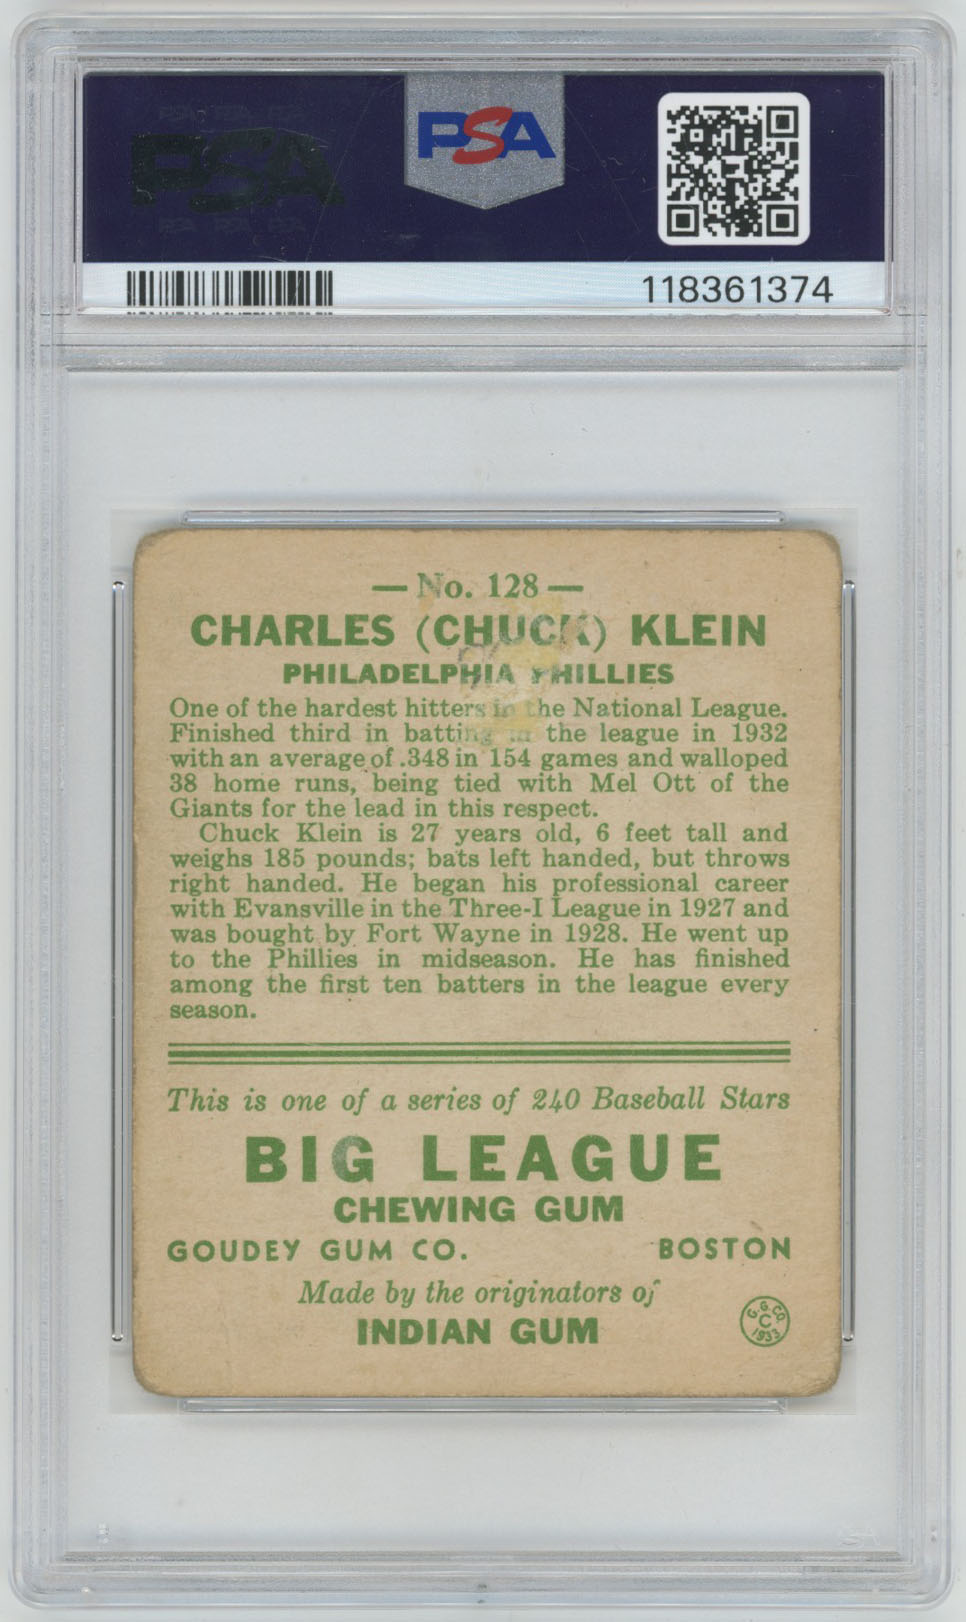 PSA
118361374
— No. 128 —
CHARLES (CHUCK) KLEIN
PHILADELPHIA PHILLIES
One of the hardest hitters in the National League.
Finished third in batting in the league in 1932
with an average of .348 in 154 games and walloped
38 home runs, being tied with Mel Ott of the
Giants for the lead in this respect.
Chuck Klein is 27 years old, 6 feet tall and
weighs 185 pounds; bats left handed, but throws
right handed. He began his professional career
with Evansville in the Three-I League in 1927 and
was bought by Fort Wayne in 1928. He went up
to the Phillies in midseason. He has finished
among the first ten batters in the league every
season.
This is one of a series of 240 Baseball Stars
BIG LEAGUE
CHEWING GUM
GOUDEY GUM CO. BOSTON
Made by the originators of
INDIAN GUM
G.G.CO.
C
1933